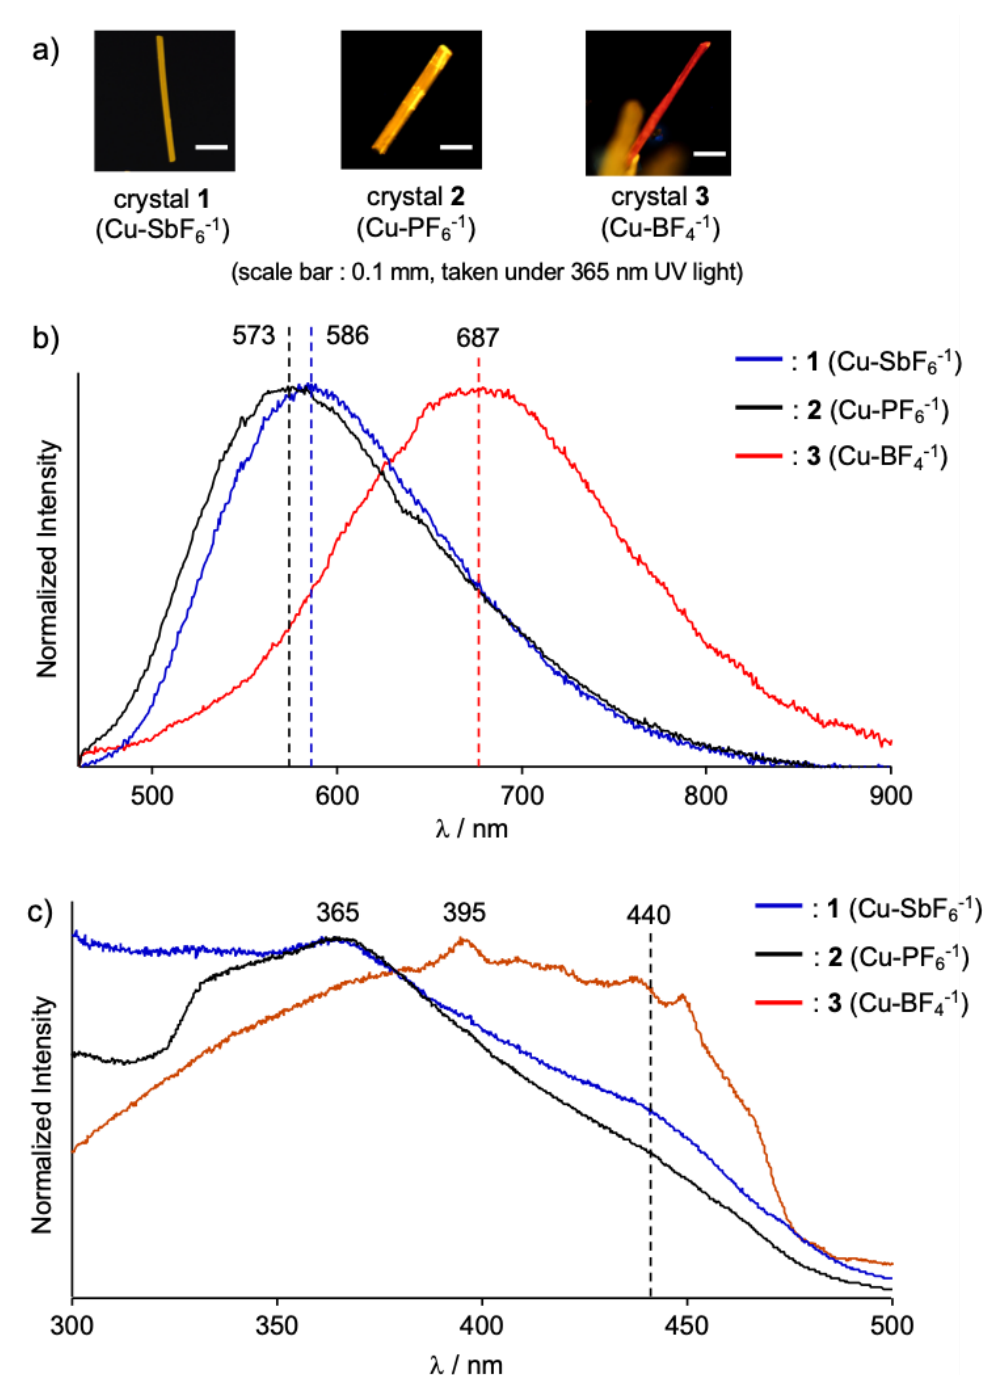 a)
crystal 1
(Cu-SbF₆⁻¹)
crystal 2
(Cu-PF₆⁻¹)
crystal 3
(Cu-BF₄⁻¹)
(scale bar : 0.1 mm, taken under 365 nm UV light)
b)
573
586
687
: 1 (Cu-SbF₆⁻¹)
: 2 (Cu-PF₆⁻¹)
: 3 (Cu-BF₄⁻¹)
Normalized Intensity
500
600
700
800
900
λ / nm
c)
365
395
440
: 1 (Cu-SbF₆⁻¹)
: 2 (Cu-PF₆⁻¹)
: 3 (Cu-BF₄⁻¹)
Normalized Intensity
300
350
400
450
500
λ / nm